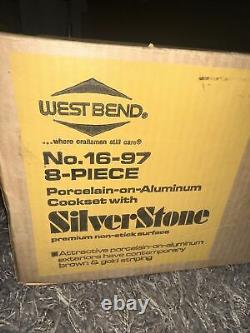 WEST BEND®
...where craftsmen still care®
No.16-97
8-PIECE
Porcelain-on-Aluminum
Cookset with
SilverStone
premium non-stick surface
Attractive porcelain-on-aluminum
exteriors have contemporary
brown & gold striping